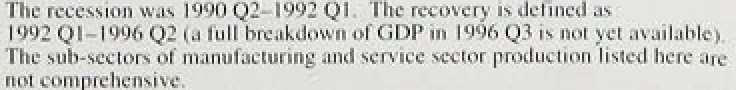 The recession was 1990 Q2–1992 Q1. The recovery is defined as
1992 Q1–1996 Q2 (a full breakdown of GDP in 1996 Q3 is not yet available).
The sub-sectors of manufacturing and service sector production listed here are
not comprehensive.